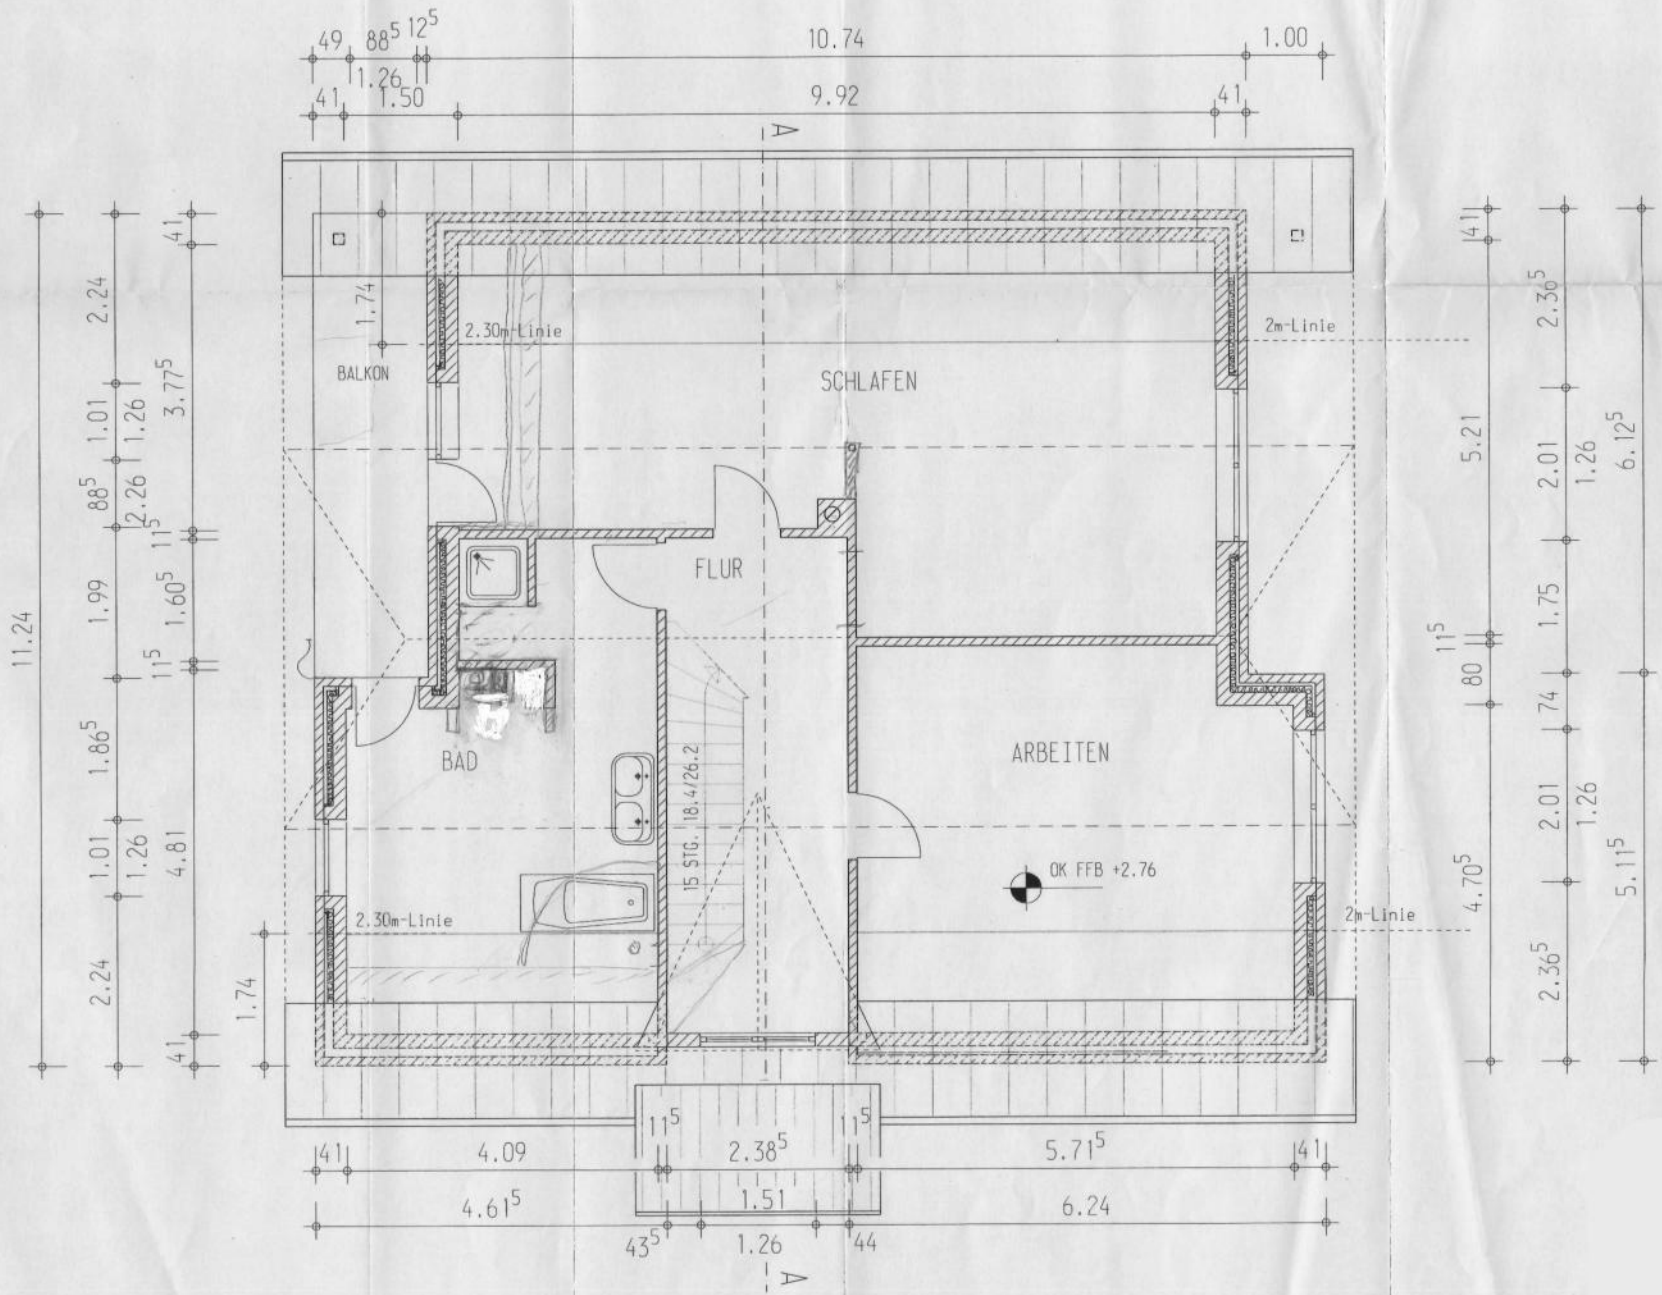 49 88⁵ 12⁵ 10.74 1.00
1.26
41 1.50 9.92 41
A
41
2.24
1.74
3.77⁵
1.01
1.26
88⁵
2.26
11⁵
1.99
1.60⁵
11.24
11⁵
1.86⁵
1.01
1.26
4.81
2.24
1.74
41
2.30m-Linie
2m-Linie
BALKON
SCHLAFEN
FLUR
BAD
ARBEITEN
15 STG. 18.4/26.2
OK FFB +2.76
2.30m-Linie
2m-Linie
41
2.36⁵
5.21
2.01
1.26
6.12⁵
1.75
11⁵
80
74
2.01
1.26
4.70⁵
5.11⁵
2.36⁵
11⁵ 11⁵
41 4.09 2.38⁵ 5.71⁵ 41
4.61⁵ 1.51 6.24
43⁵ 1.26 44
A